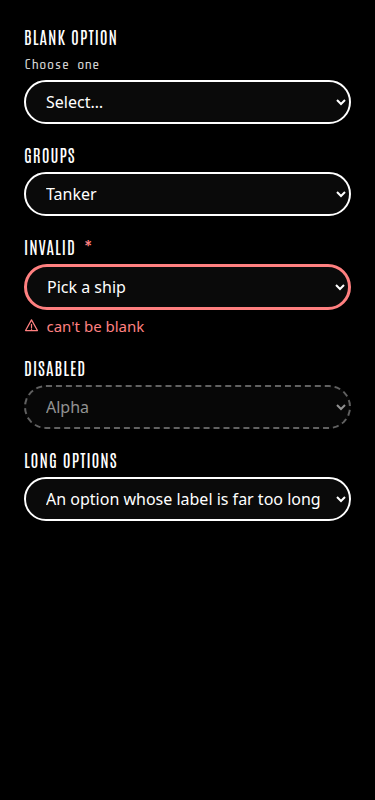 BLANK OPTION
Choose one
Select...
GROUPS
Tanker
INVALID *
Pick a ship
⚠ can't be blank
DISABLED
Alpha
LONG OPTIONS
An option whose label is far too long